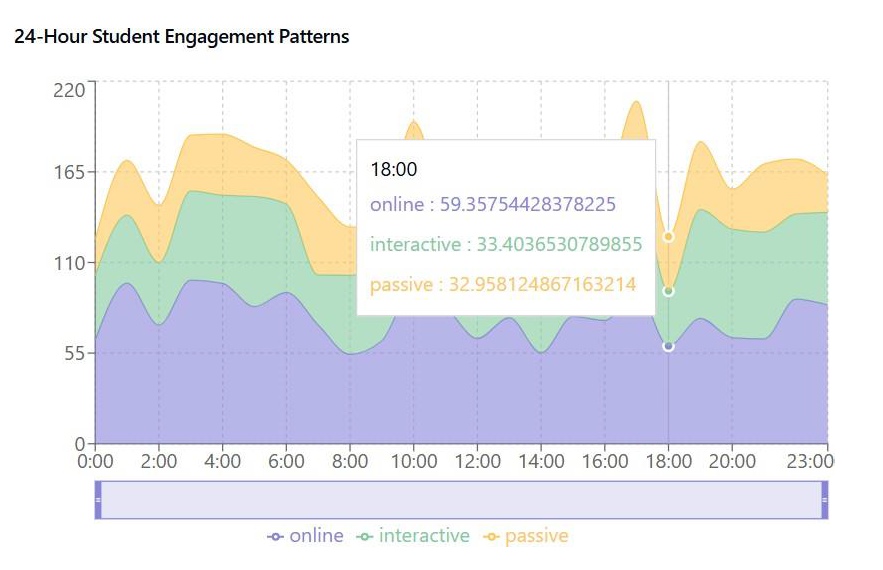 24-Hour Student Engagement Patterns
220
165
110
55
0
18:00
online : 59.35754428378225
interactive : 33.4036530789855
passive : 32.958124867163214
0:00 2:00 4:00 6:00 8:00 10:00 12:00 14:00 16:00 18:00 20:00 23:00
online interactive passive